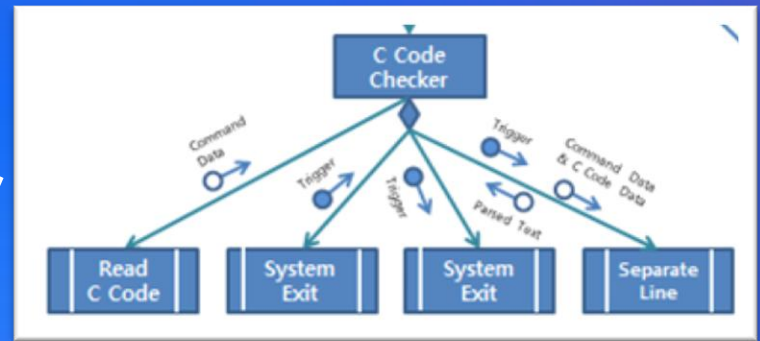 C Code
Checker
Command
Data
Trigger
Trigger
Trigger
Parsed Text
Command Data
& C Code Data
Read
C Code
System
Exit
System
Exit
Separate
Line